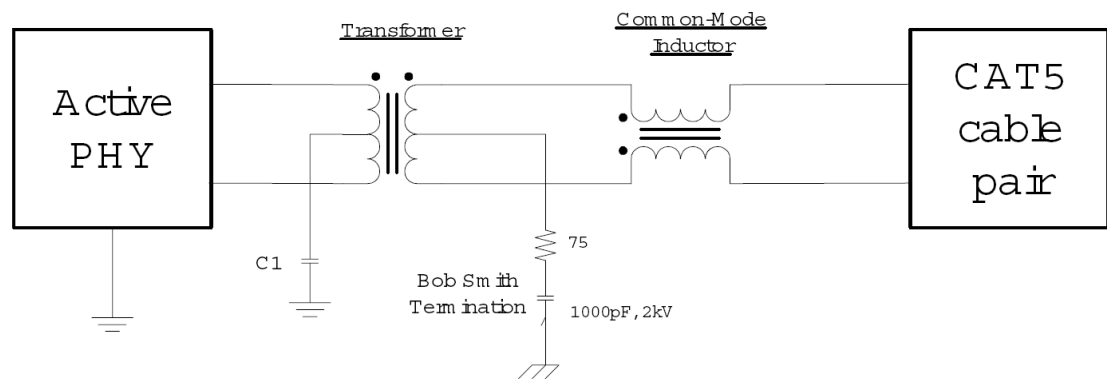 Transformer
Common-Mode
Inductor
Active
PHY
CAT5
cable
pair
C1
75
Bob Smith
Termination
1000pF,2kV